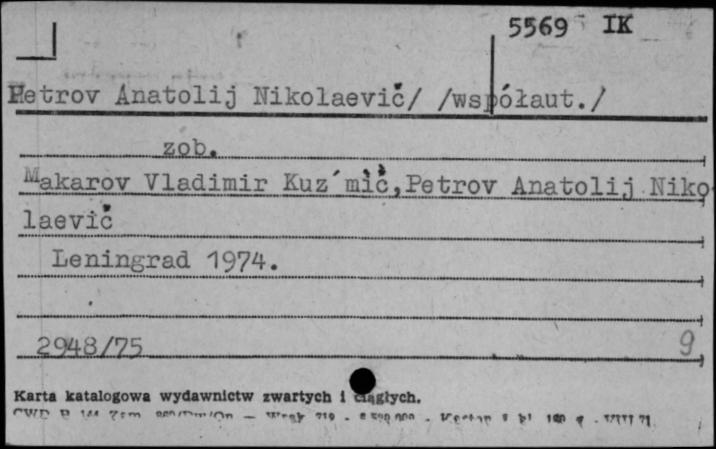 5569 IK
Petrov Anatolij Nikolaevič/ /współaut./
zob.
Makarov Vladimir Kuz´mič,Petrov Anatolij Niko
laevič
Leningrad 1974.
2948/75 9
Karta katalogowa wydawnictw zwartych i ciągłych.